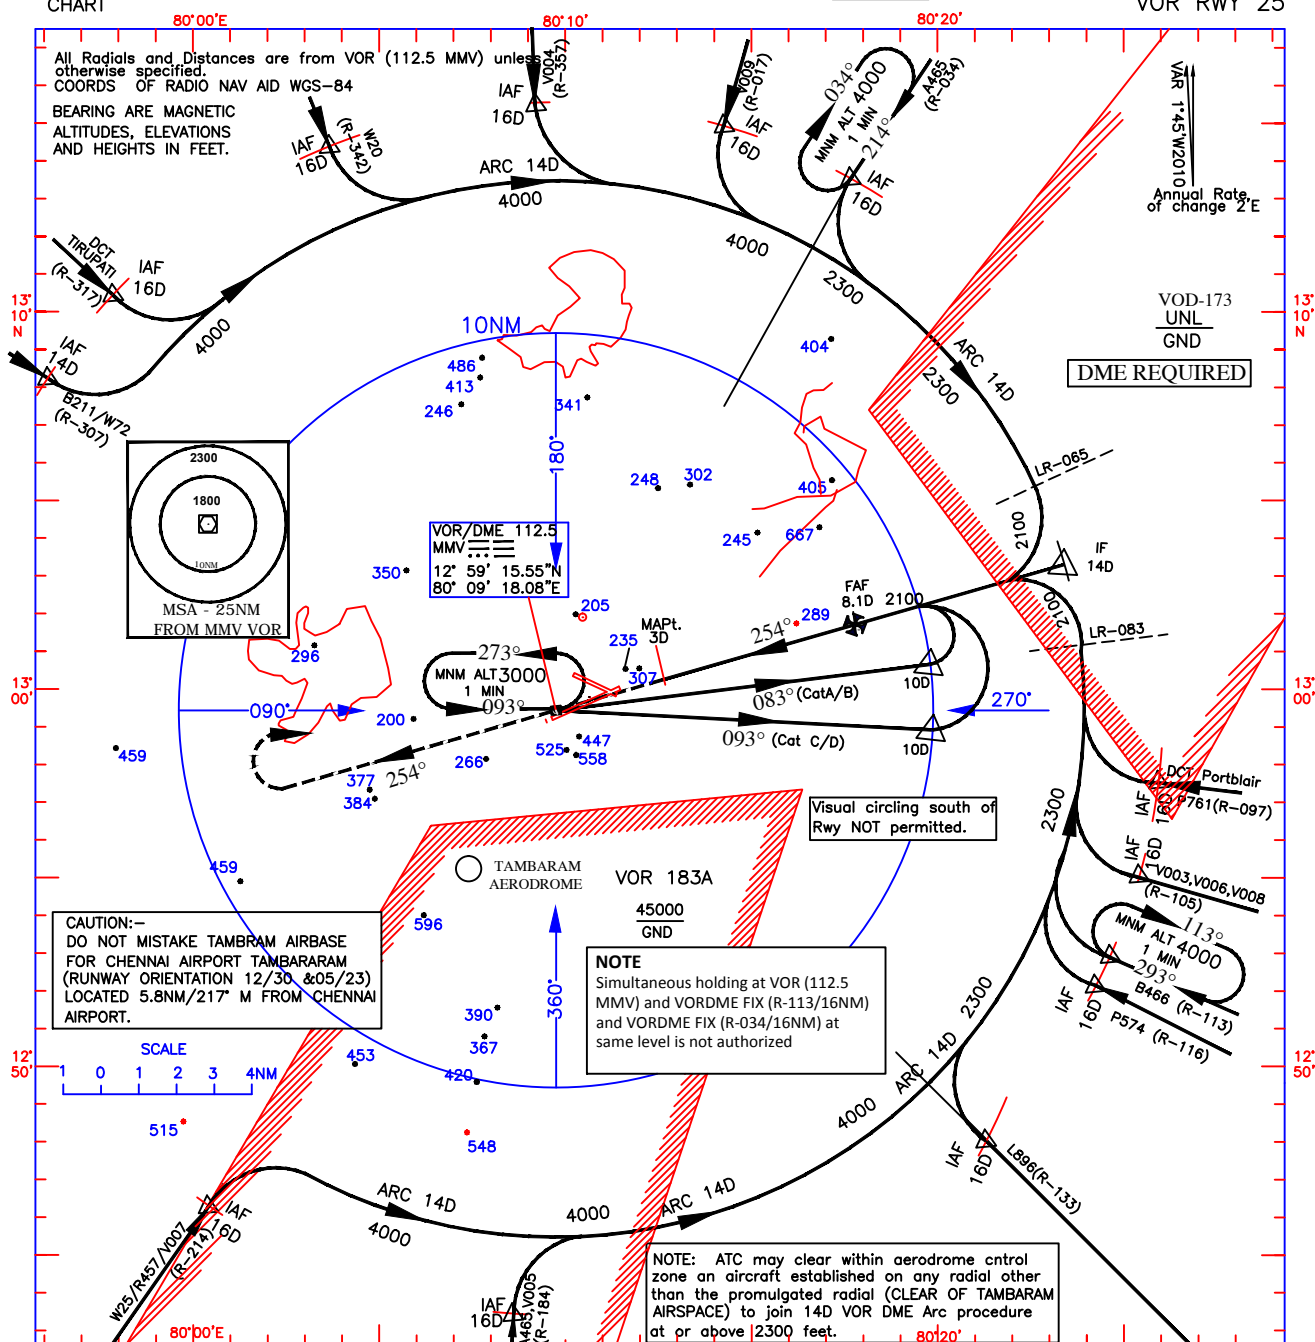 CHART
VOR RWY 25
80°00'E
80°10'
80°20'
All Radials and Distances are from VOR (112.5 MMV) unless
otherwise specified.
COORDS OF RADIO NAV AID WGS-84
BEARING ARE MAGNETIC
ALTITUDES, ELEVATIONS
AND HEIGHTS IN FEET.
IAF
16D
W20
(R-342)
IAF
16D
V004
(R-357)
V009
(R-017)
IAF
16D
034°
MNM ALT 4000
1 MIN
214°
A465
(R-034)
IAF
16D
VAR 1°45'W2010
Annual Rate
of change 2'E
ARC 14D
4000
4000
2300
DCT
TIRUPATI
(R-317)
IAF
16D
4000
13°
10'
N
13°
10'
N
IAF
14D
B211/W72
(R-307)
10NM
486
413
246
341
404
ARC 14D
2300
VOD-173
UNL
GND
DME REQUIRED
2300
1800
10NM
MSA - 25NM
FROM MMV VOR
180°
248
302
405
245
667
LR-065
2100
VOR/DME 112.5
MMV
12° 59' 15.55"N
80° 09' 18.08"E
350
205
IF
14D
FAF
8.1D
2100
2100
LR-083
289
254°
MAPt.
3D
235
307
296
273°
MNM ALT 3000
1 MIN
093°
10D
083° (CatA/B)
13°
00'
13°
00'
090°
270°
200
093° (Cat C/D)
10D
459
447
525
558
266
254°
377
384
DCT Portblair
P761(R-097)
IAF
16D
Visual circling south of
Rwy NOT permitted.
2300
IAF
16D
V003,V006,V008
(R-105)
459
TAMBARAM
AERODROME
VOR 183A
45000
GND
596
CAUTION:-
DO NOT MISTAKE TAMBRAM AIRBASE
FOR CHENNAI AIRPORT TAMBARARAM
(RUNWAY ORIENTATION 12/30 &05/23)
LOCATED 5.8NM/217° M FROM CHENNAI
AIRPORT.
NOTE
Simultaneous holding at VOR (112.5
MMV) and VORDME FIX (R-113/16NM)
and VORDME FIX (R-034/16NM) at
same level is not authorized
113°
MNM ALT 4000
1 MIN
293°
B466 (R-113)
IAF
16D
P574 (R-116)
2300
360°
390
367
453
420
SCALE
1 0 1 2 3 4NM
12°
50'
12°
50'
515
548
ARC 14D
4000
IAF
16D
L896(R-133)
IAF
16D
W25/R457/V007
(R-214)
ARC 14D
4000
4000
ARC 14D
IAF
16D
A465,V005
(R-184)
NOTE: ATC may clear within aerodrome cntrol
zone an aircraft established on any radial other
than the promulgated radial (CLEAR OF TAMBARAM
AIRSPACE) to join 14D VOR DME Arc procedure
at or above 2300 feet.
80°00'E
80°20'